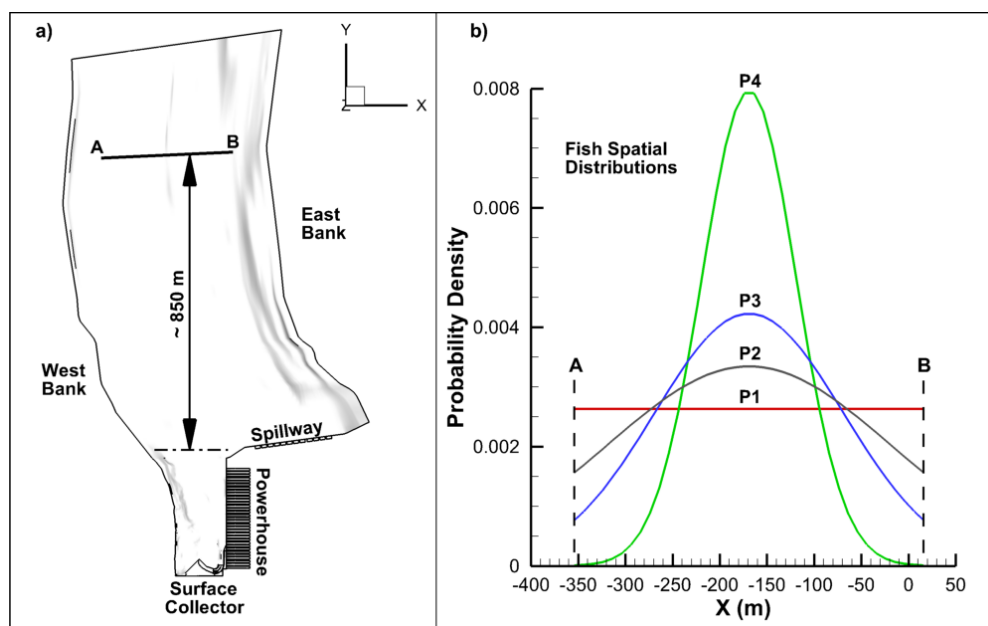 a)
Y
Z
X
A
B
East
Bank
~ 850 m
West
Bank
Spillway
Powerhouse
Surface
Collector
b)
P4
0.008
Fish Spatial
Distributions
0.006
Probability Density
P3
0.004
A
B
P2
P1
0.002
0
-400 -350 -300 -250 -200 -150 -100 -50 0 50
X (m)